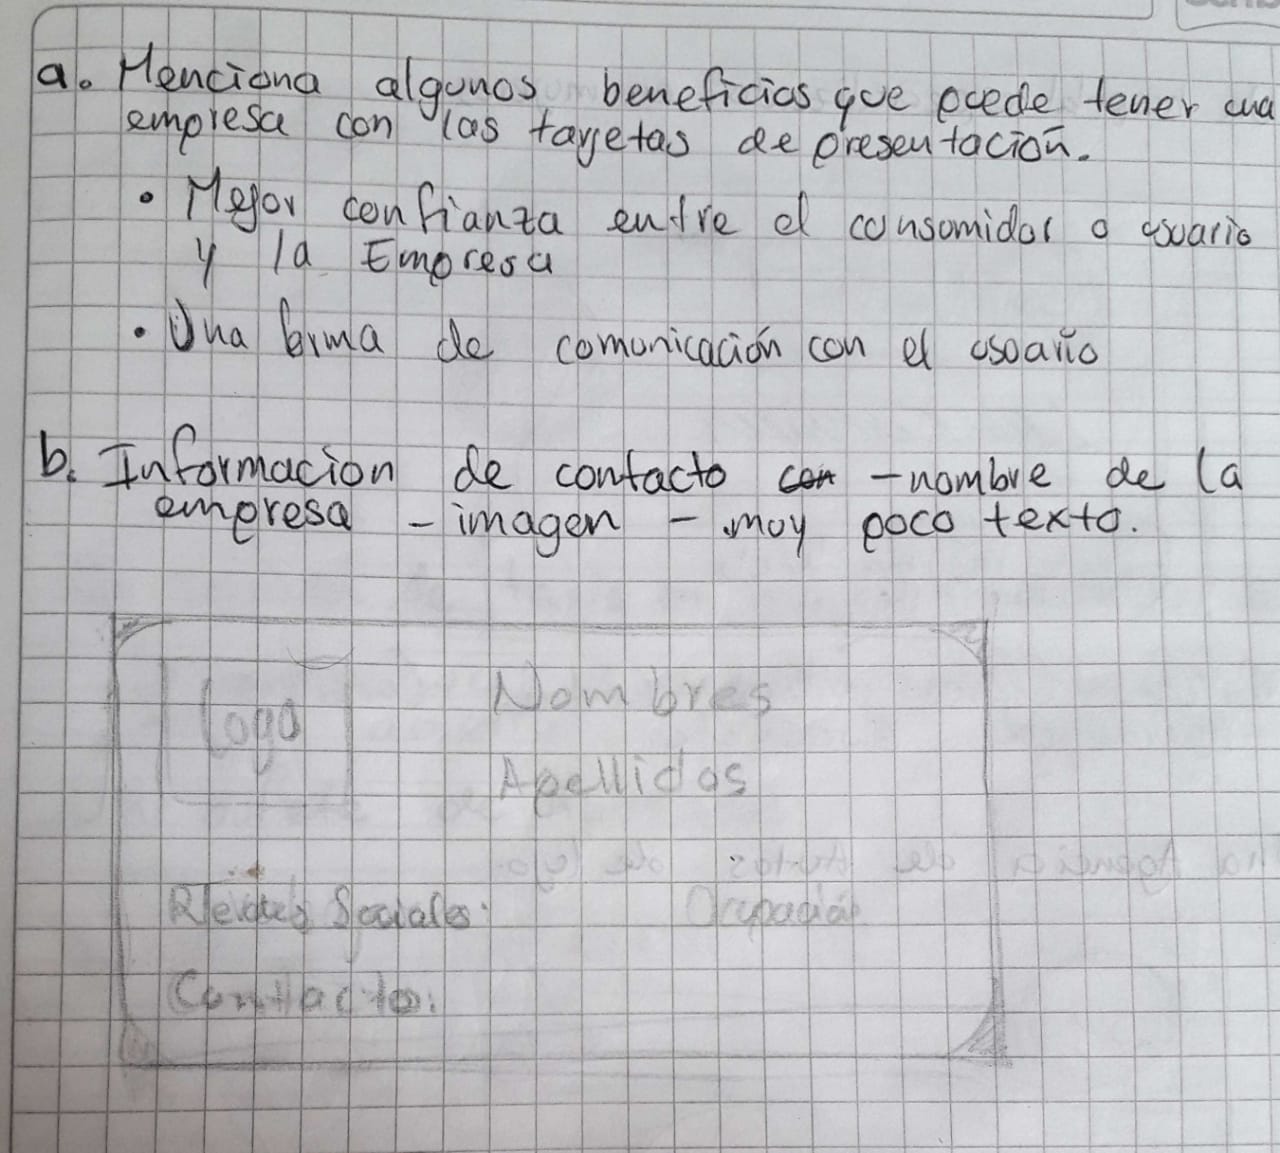 a. Menciona algunos beneficios que puede tener una
empresa con las tarjetas de presentación.
• Mejor confianza entre el consumidor o usuario
y la Empresa
• Una forma de comunicación con el usuario
b. Informacion de contacto con - nombre de la
empresa - imagen - muy poco texto.
Logo
Nombres
Apellidos
Redes Sociales:
Ocupación
Contacto: